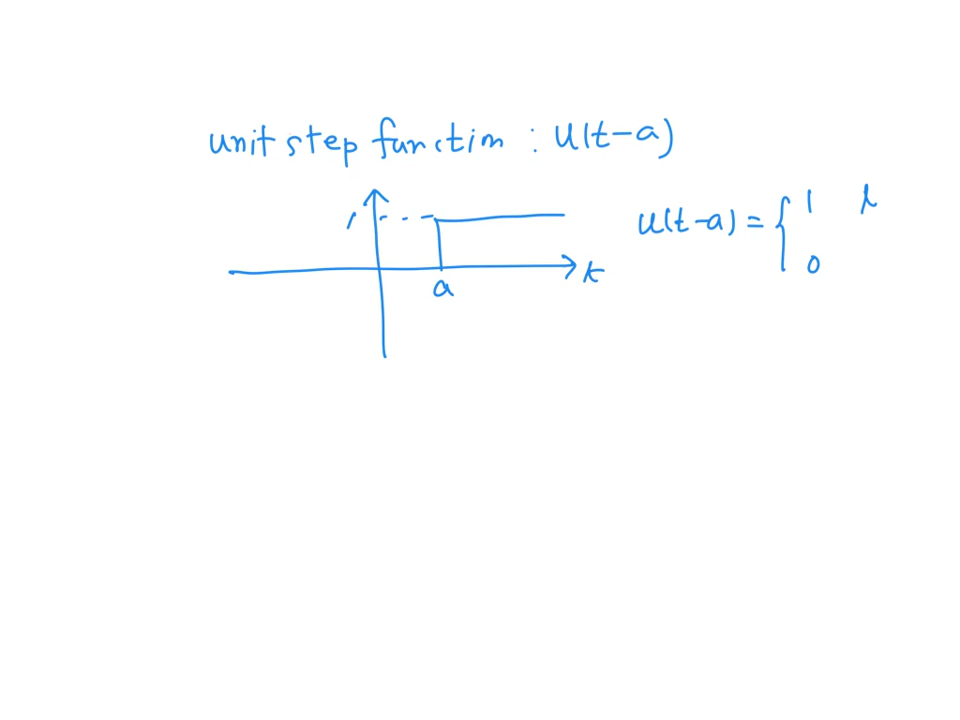 unit step function : u(t-a)
1
u(t-a) = { 1
0
t
a